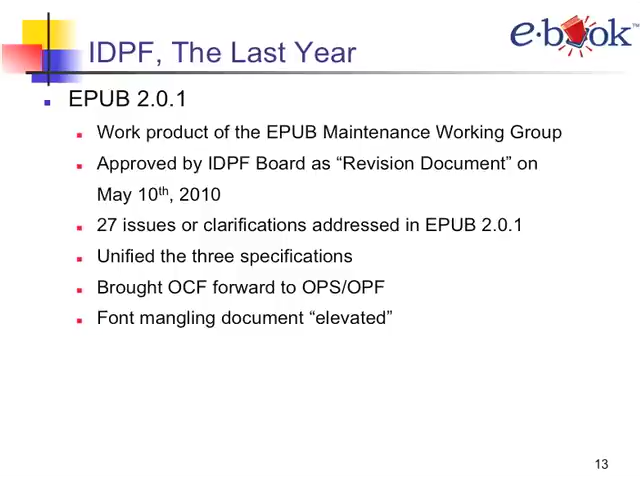 IDPF, The Last Year
e·book™
EPUB 2.0.1
Work product of the EPUB Maintenance Working Group
Approved by IDPF Board as “Revision Document” on
May 10th, 2010
27 issues or clarifications addressed in EPUB 2.0.1
Unified the three specifications
Brought OCF forward to OPS/OPF
Font mangling document “elevated”
13